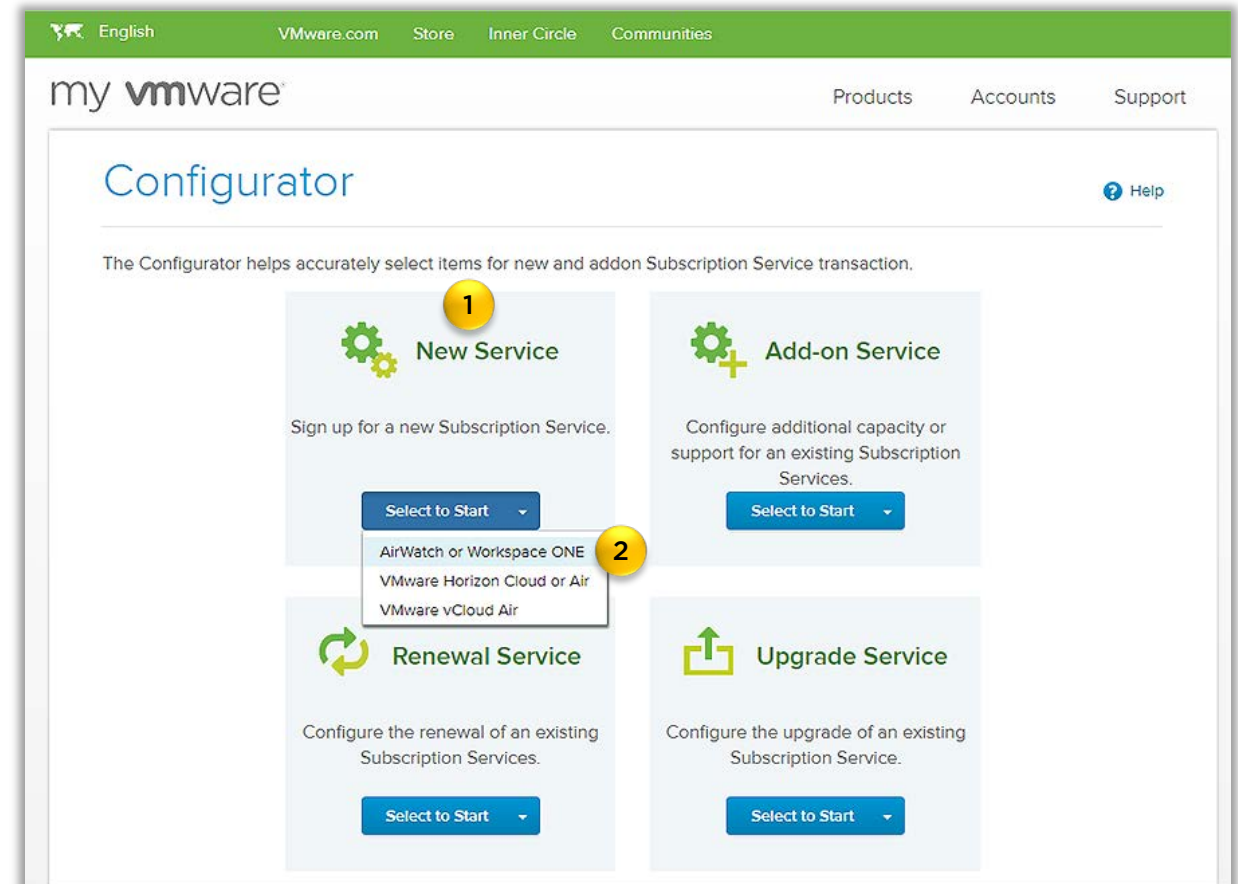 English VMware.com Store Inner Circle Communities
my vmware Products Accounts Support
Configurator
Help
The Configurator helps accurately select items for new and addon Subscription Service transaction.
1
New Service
Sign up for a new Subscription Service.
Select to Start
AirWatch or Workspace ONE
2
VMware Horizon Cloud or Air
VMware vCloud Air
Add-on Service
Configure additional capacity or
support for an existing Subscription
Services.
Select to Start
Renewal Service
Configure the renewal of an existing
Subscription Services.
Select to Start
Upgrade Service
Configure the upgrade of an existing
Subscription Service.
Select to Start